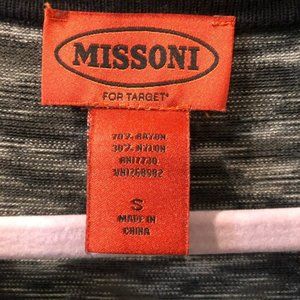 MISSONI
FOR TARGET®
70% RAYON
30% NYLON
RN17730
S
MADE IN
CHINA